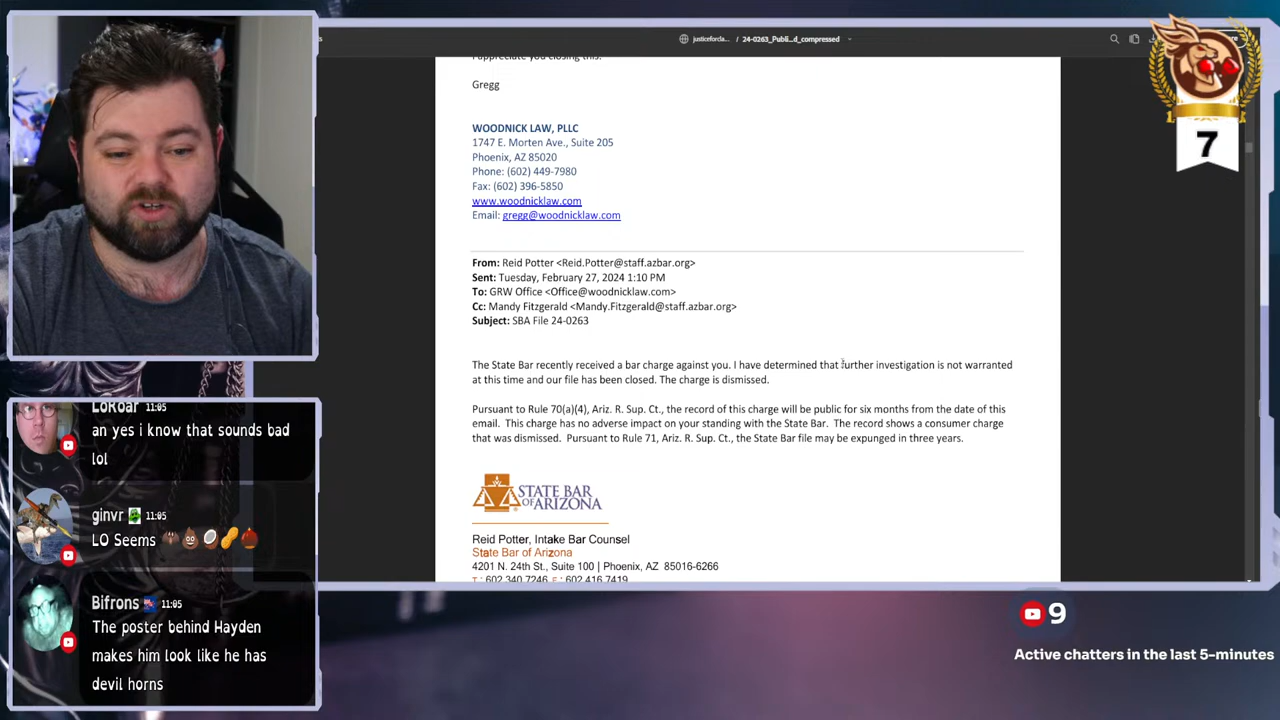 justiceforcla... / 24-0263_Publi...d_compressed
I appreciate you closing this.
Gregg
WOODNICK LAW, PLLC
1747 E. Morten Ave., Suite 205
Phoenix, AZ 85020
Phone: (602) 449-7980
Fax: (602) 396-5850
www.woodnicklaw.com
Email: gregg@woodnicklaw.com
From: Reid Potter <Reid.Potter@staff.azbar.org>
Sent: Tuesday, February 27, 2024 1:10 PM
To: GRW Office <Office@woodnicklaw.com>
Cc: Mandy Fitzgerald <Mandy.Fitzgerald@staff.azbar.org>
Subject: SBA File 24-0263
The State Bar recently received a bar charge against you. I have determined that further investigation is not warranted
at this time and our file has been closed. The charge is dismissed.
Pursuant to Rule 70(a)(4), Ariz. R. Sup. Ct., the record of this charge will be public for six months from the date of this
email. This charge has no adverse impact on your standing with the State Bar. The record shows a consumer charge
that was dismissed. Pursuant to Rule 71, Ariz. R. Sup. Ct., the State Bar file may be expunged in three years.
STATE BAR
OF ARIZONA
Reid Potter, Intake Bar Counsel
State Bar of Arizona
4201 N. 24th St., Suite 100 | Phoenix, AZ 85016-6266
T : 602.340.7246 F : 602.416.7419
7
LoRoar 11:05
an yes i know that sounds bad
lol
ginvr 11:05
LO Seems
Bifrons 11:05
The poster behind Hayden
makes him look like he has
devil horns
9
Active chatters in the last 5-minutes